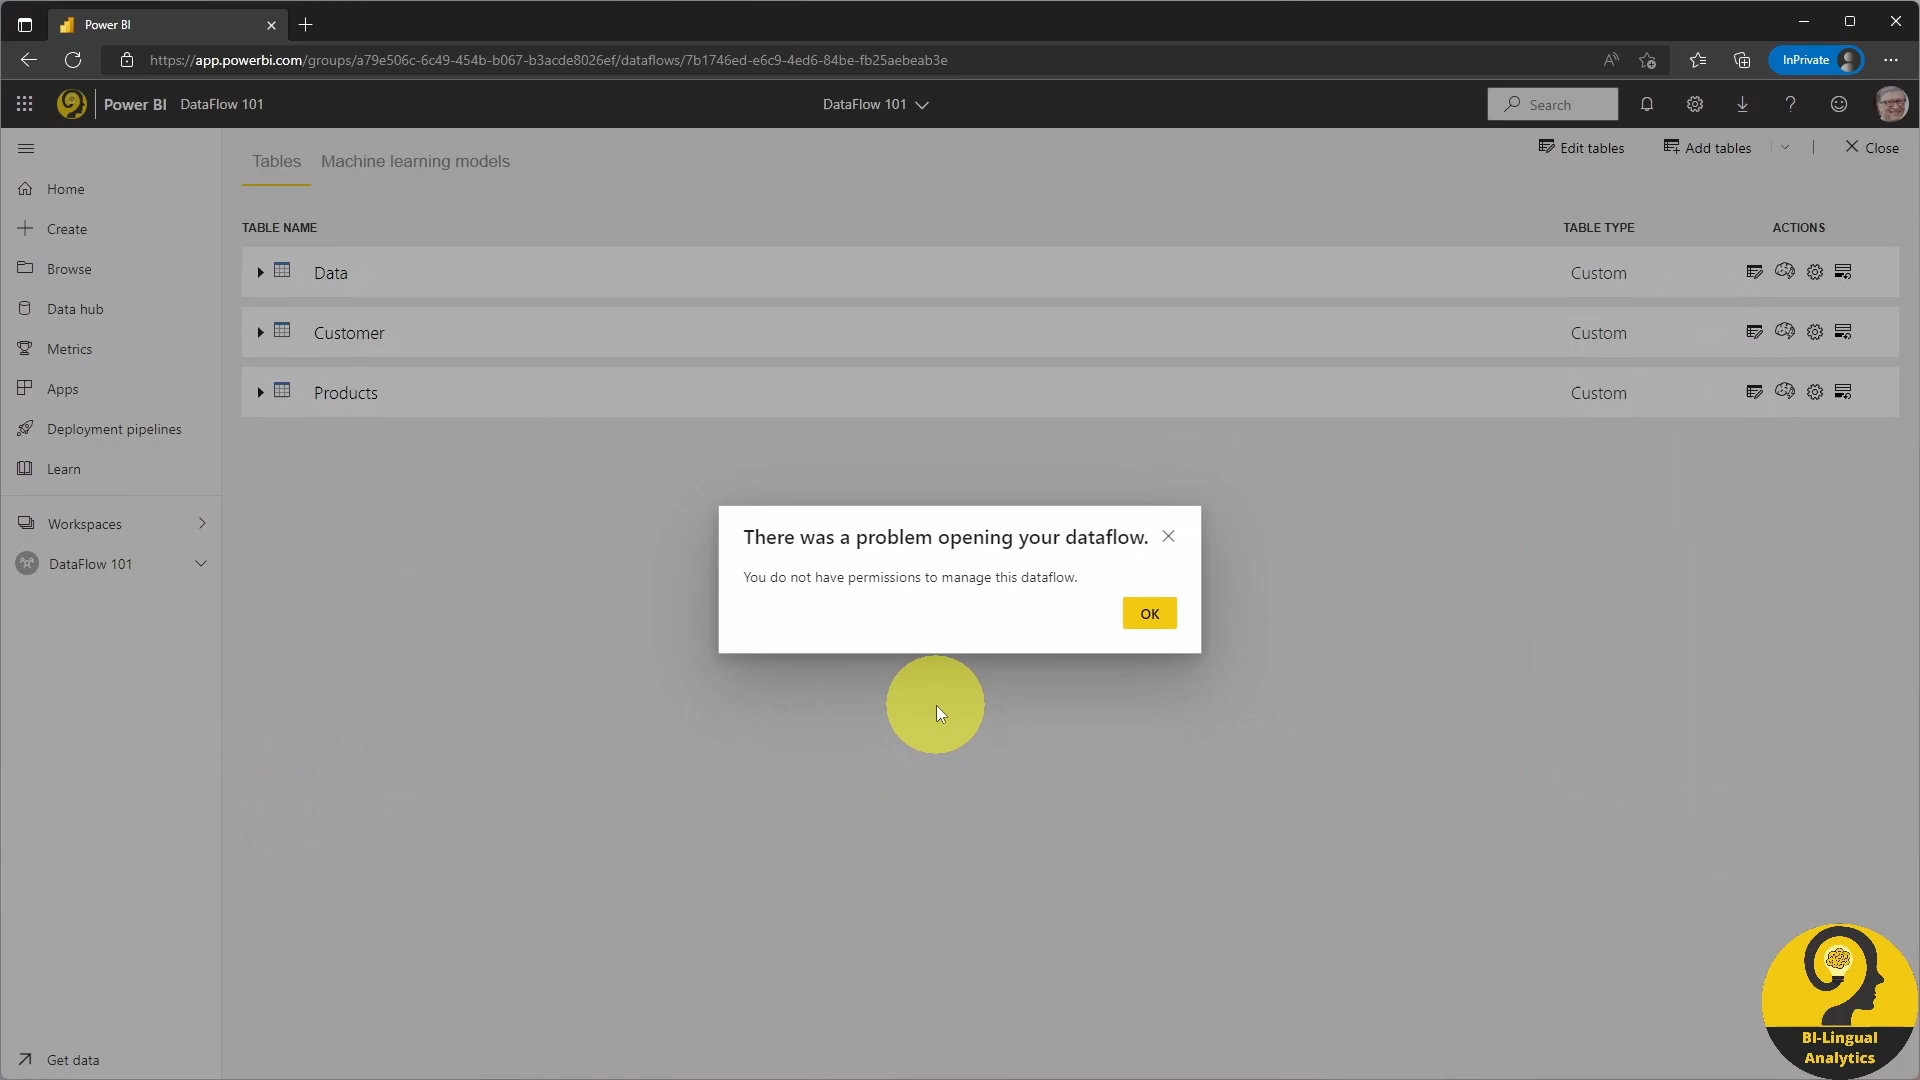 Power BI
https://app.powerbi.com/groups/a79e506c-6c49-454b-b067-b3acde8026ef/dataflows/7b1746ed-e6c9-4ed6-84be-fb25aebeab3e
InPrivate
Power BI DataFlow 101
DataFlow 101
Search
Tables Machine learning models
Edit tables Add tables Close
Home
Create
Browse
Data hub
Metrics
Apps
Deployment pipelines
Learn
Workspaces
DataFlow 101
Get data
TABLE NAME TABLE TYPE ACTIONS
Data Custom
Customer Custom
Products Custom
There was a problem opening your dataflow.
You do not have permissions to manage this dataflow.
OK
BI-Lingual
Analytics